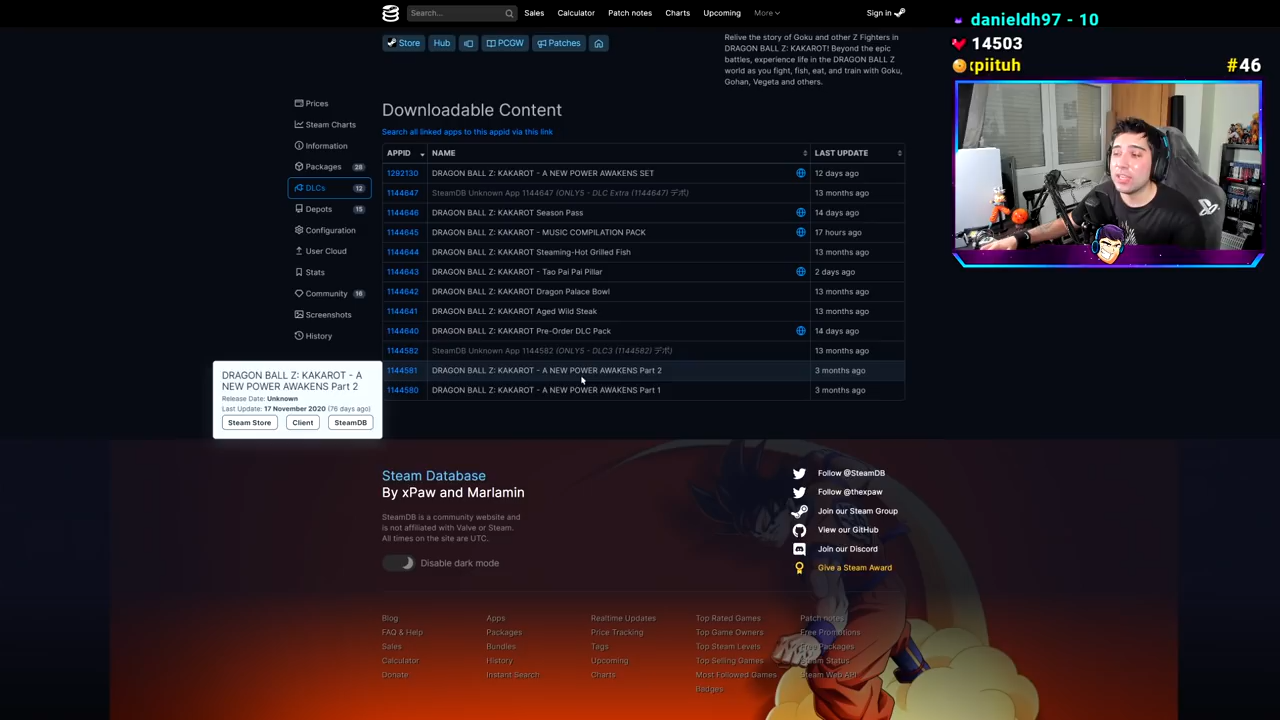 Search...
Sales
Calculator
Patch notes
Charts
Upcoming
More
Sign in
danieldh97 - 10
14503
xpiituh
#46
Store
Hub
PCGW
Patches
Relive the story of Goku and other Z Fighters in
DRAGON BALL Z: KAKAROT! Beyond the epic
battles, experience life in the DRAGON BALL Z
world as you fight, fish, eat, and train with Goku,
Gohan, Vegeta and others.
Prices
Steam Charts
Information
Packages 28
DLCs 12
Depots 15
Configuration
User Cloud
Stats
Community 16
Screenshots
History
Downloadable Content
Search all linked apps to this appid via this link
APPID NAME LAST UPDATE
1292130 DRAGON BALL Z: KAKAROT - A NEW POWER AWAKENS SET 12 days ago
1144647 SteamDB Unknown App 1144647 (ONLY5 - DLC Extra (1144647) デポ) 13 months ago
1144646 DRAGON BALL Z: KAKAROT Season Pass 14 days ago
1144645 DRAGON BALL Z: KAKAROT - MUSIC COMPILATION PACK 17 hours ago
1144644 DRAGON BALL Z: KAKAROT Steaming-Hot Grilled Fish 13 months ago
1144643 DRAGON BALL Z: KAKAROT - Tao Pai Pai Pillar 2 days ago
1144642 DRAGON BALL Z: KAKAROT Dragon Palace Bowl 13 months ago
1144641 DRAGON BALL Z: KAKAROT Aged Wild Steak 13 months ago
1144640 DRAGON BALL Z: KAKAROT Pre-Order DLC Pack 14 days ago
1144582 SteamDB Unknown App 1144582 (ONLY5 - DLC3 (1144582) デポ) 13 months ago
1144581 DRAGON BALL Z: KAKAROT - A NEW POWER AWAKENS Part 2 3 months ago
1144580 DRAGON BALL Z: KAKAROT - A NEW POWER AWAKENS Part 1 3 months ago
DRAGON BALL Z: KAKAROT - A
NEW POWER AWAKENS Part 2
Release Date: Unknown
Last Update: 17 November 2020 (76 days ago)
Steam Store
Client
SteamDB
Steam Database
By xPaw and Marlamin
SteamDB is a community website and
is not affiliated with Valve or Steam.
All times on the site are UTC.
Disable dark mode
Follow @SteamDB
Follow @thexpaw
Join our Steam Group
View our GitHub
Join our Discord
Give a Steam Award
Blog
FAQ & Help
Sales
Calculator
Donate
Apps
Packages
Bundles
History
Instant Search
Realtime Updates
Price Tracking
Tags
Upcoming
Charts
Top Rated Games
Top Game Owners
Top Steam Levels
Top Selling Games
Most Followed Games
Badges
Patch notes
Free Promotions
Free Packages
Steam Status
Steam Web API